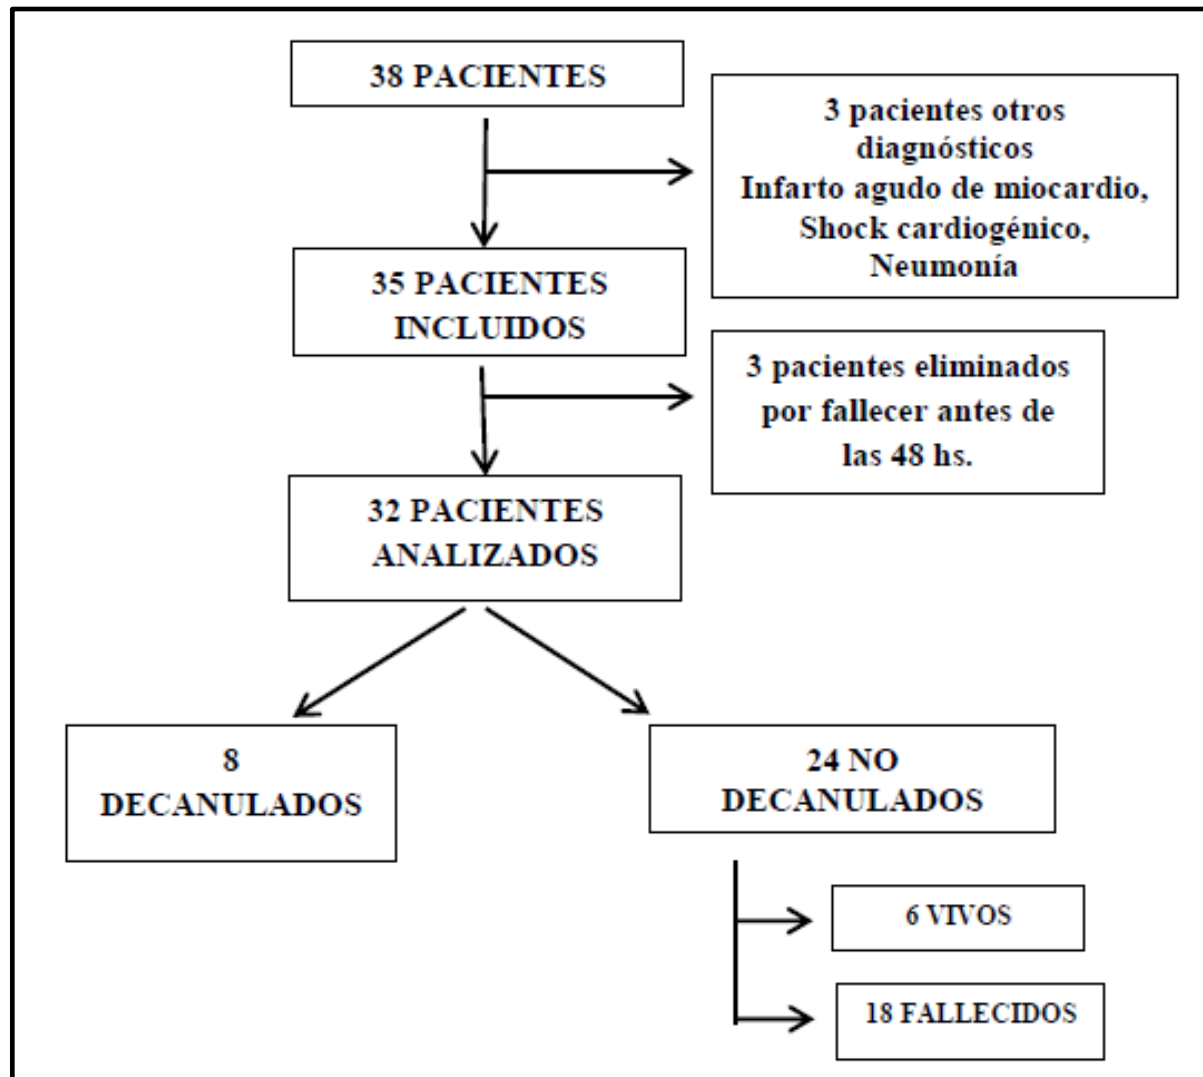 38 PACIENTES
3 pacientes otros
diagnósticos
Infarto agudo de miocardio,
Shock cardiogénico,
Neumonía
35 PACIENTES
INCLUIDOS
3 pacientes eliminados
por fallecer antes de
las 48 hs.
32 PACIENTES
ANALIZADOS
8
DECANULADOS
24 NO
DECANULADOS
6 VIVOS
18 FALLECIDOS